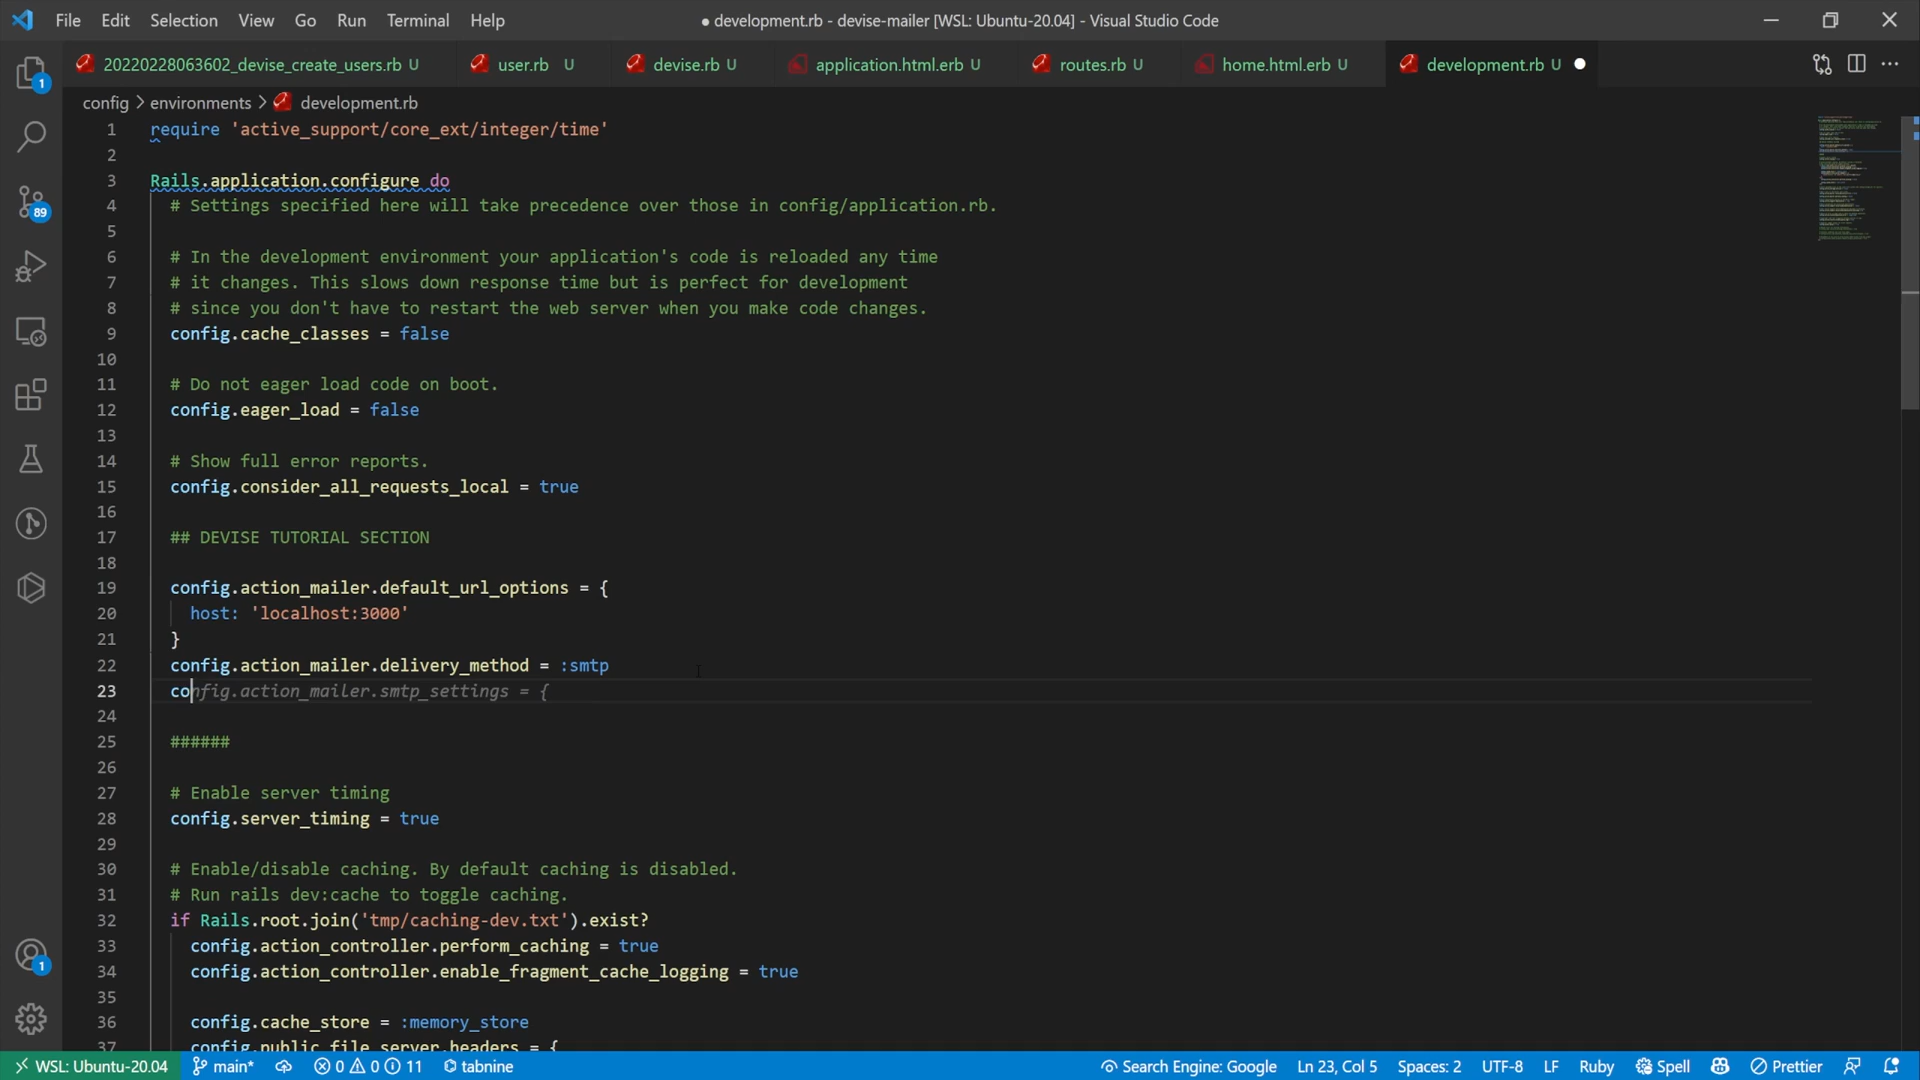 File Edit Selection View Go Run Terminal Help ● development.rb - devise-mailer [WSL: Ubuntu-20.04] - Visual Studio Code
20220228063602_devise_create_users.rb U user.rb U devise.rb U application.html.erb U routes.rb U home.html.erb U development.rb U
config > environments > development.rb
1 require 'active_support/core_ext/integer/time'
2
3 Rails.application.configure do
4 # Settings specified here will take precedence over those in config/application.rb.
5
6 # In the development environment your application's code is reloaded any time
7 # it changes. This slows down response time but is perfect for development
8 # since you don't have to restart the web server when you make code changes.
9 config.cache_classes = false
10
11 # Do not eager load code on boot.
12 config.eager_load = false
13
14 # Show full error reports.
15 config.consider_all_requests_local = true
16
17 ## DEVISE TUTORIAL SECTION
18
19 config.action_mailer.default_url_options = {
20 host: 'localhost:3000'
21 }
22 config.action_mailer.delivery_method = :smtp
23 config.action_mailer.smtp_settings = {
24
25 ######
26
27 # Enable server timing
28 config.server_timing = true
29
30 # Enable/disable caching. By default caching is disabled.
31 # Run rails dev:cache to toggle caching.
32 if Rails.root.join('tmp/caching-dev.txt').exist?
33 config.action_controller.perform_caching = true
34 config.action_controller.enable_fragment_cache_logging = true
35
36 config.cache_store = :memory_store
37 config.public_file_server.headers = {
1
89
1
WSL: Ubuntu-20.04 main* 0 0 11 tabnine Search Engine: Google Ln 23, Col 5 Spaces: 2 UTF-8 LF Ruby Spell Prettier